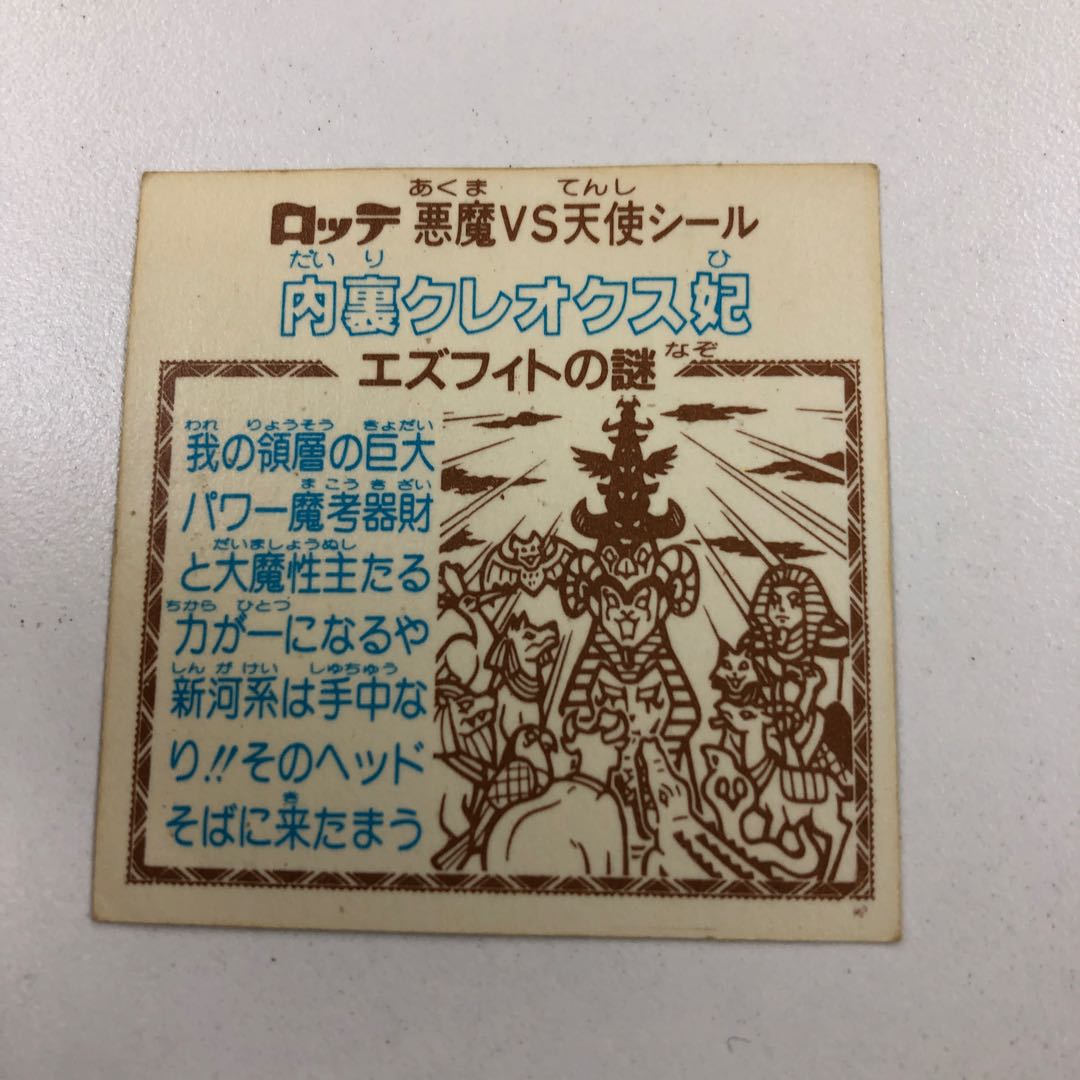 ロッテ 悪魔VS天使シール
あくま てんし
内裏クレオクス妃
だいり ひ
エズフィトの謎
なぞ
我の領層の巨大
われ りょうそう きょだい
パワー魔考器財
まこうきざい
と大魔性主たる
だいましょうぬし
力が一になるや
ちから ひとつ
新河系は手中な
しんがけい しゅちゅう
り!!そのヘッド
そばに来たまう
き